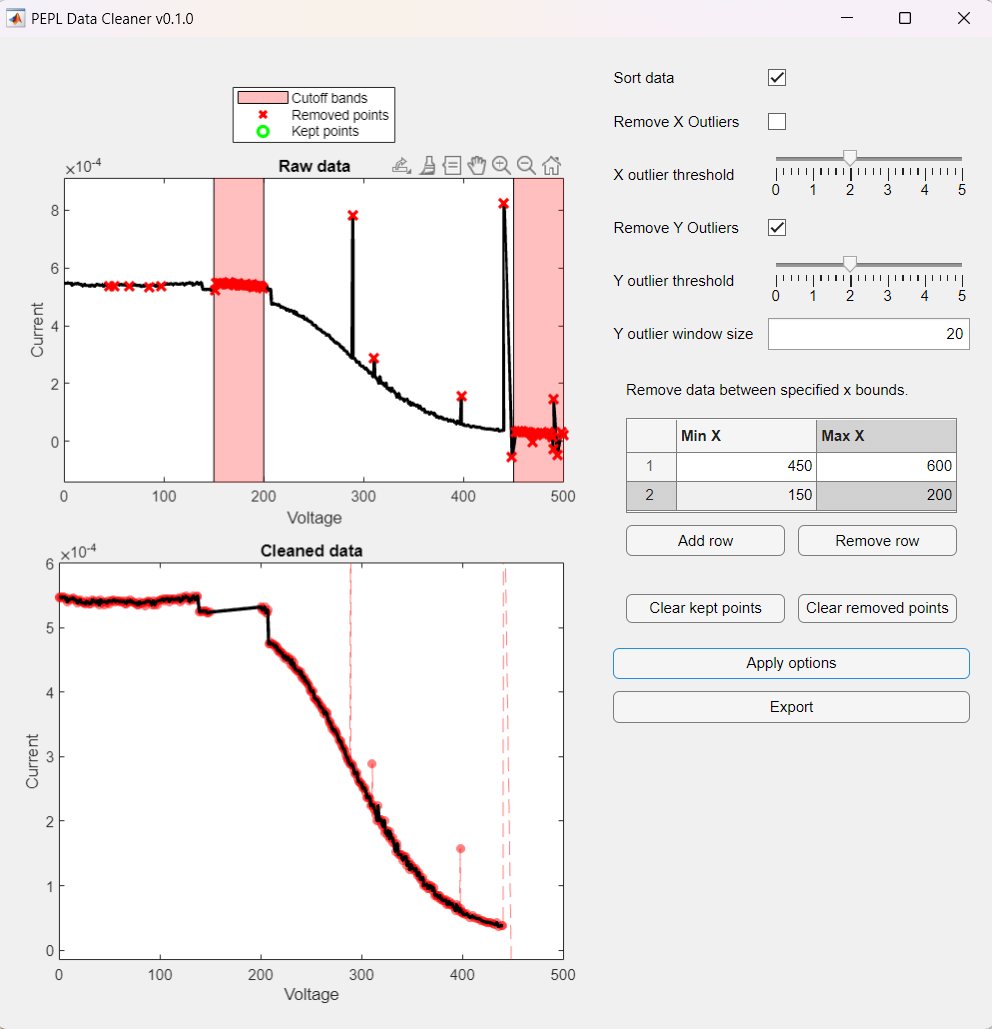 PEPL Data Cleaner v0.1.0
Cutoff bands
Removed points
Kept points
×10-4
Raw data
8
6
4
2
0
Current
0 100 200 300 400 500
Voltage
×10-4
Cleaned data
6
5
4
3
2
1
0
Current
0 100 200 300 400 500
Voltage
Sort data
Remove X Outliers
X outlier threshold
0 1 2 3 4 5
Remove Y Outliers
Y outlier threshold
0 1 2 3 4 5
Y outlier window size 20
Remove data between specified x bounds.
Min X Max X
1 450 600
2 150 200
Add row Remove row
Clear kept points Clear removed points
Apply options
Export